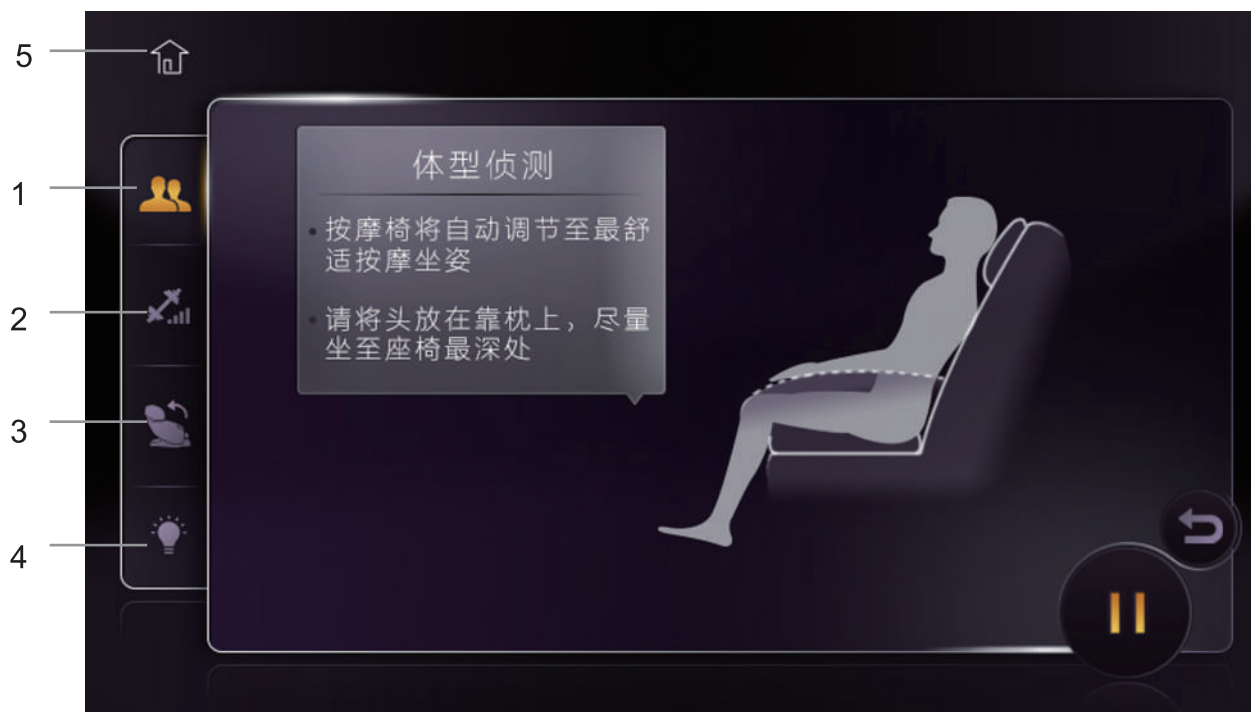 5
体型侦测
1
• 按摩椅将自动调节至最舒
适按摩坐姿
2
• 请将头放在靠枕上，尽量
坐至座椅最深处
3
4